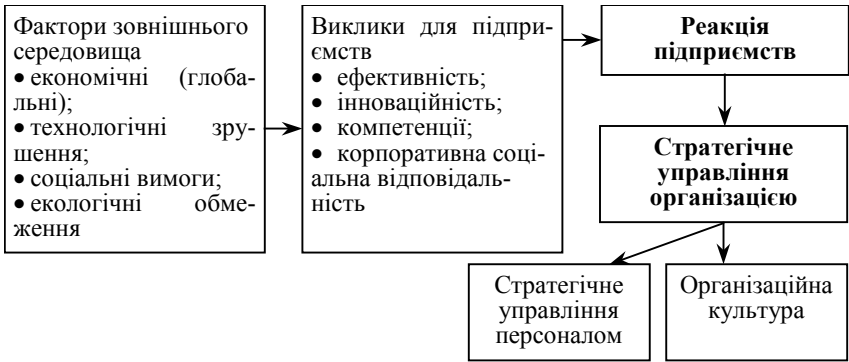 Фактори зовнішнього
середовища
• економічні (глоба-
льні);
• технологічні зру-
шення;
• соціальні вимоги;
• екологічні обме-
ження
Виклики для підпри-
ємств
• ефективність;
• інноваційність;
• компетенції;
• корпоративна соці-
альна відповідаль-
ність
Реакція
підприємств
Стратегічне
управління
організацією
Стратегічне
управління
персоналом
Організаційна
культура